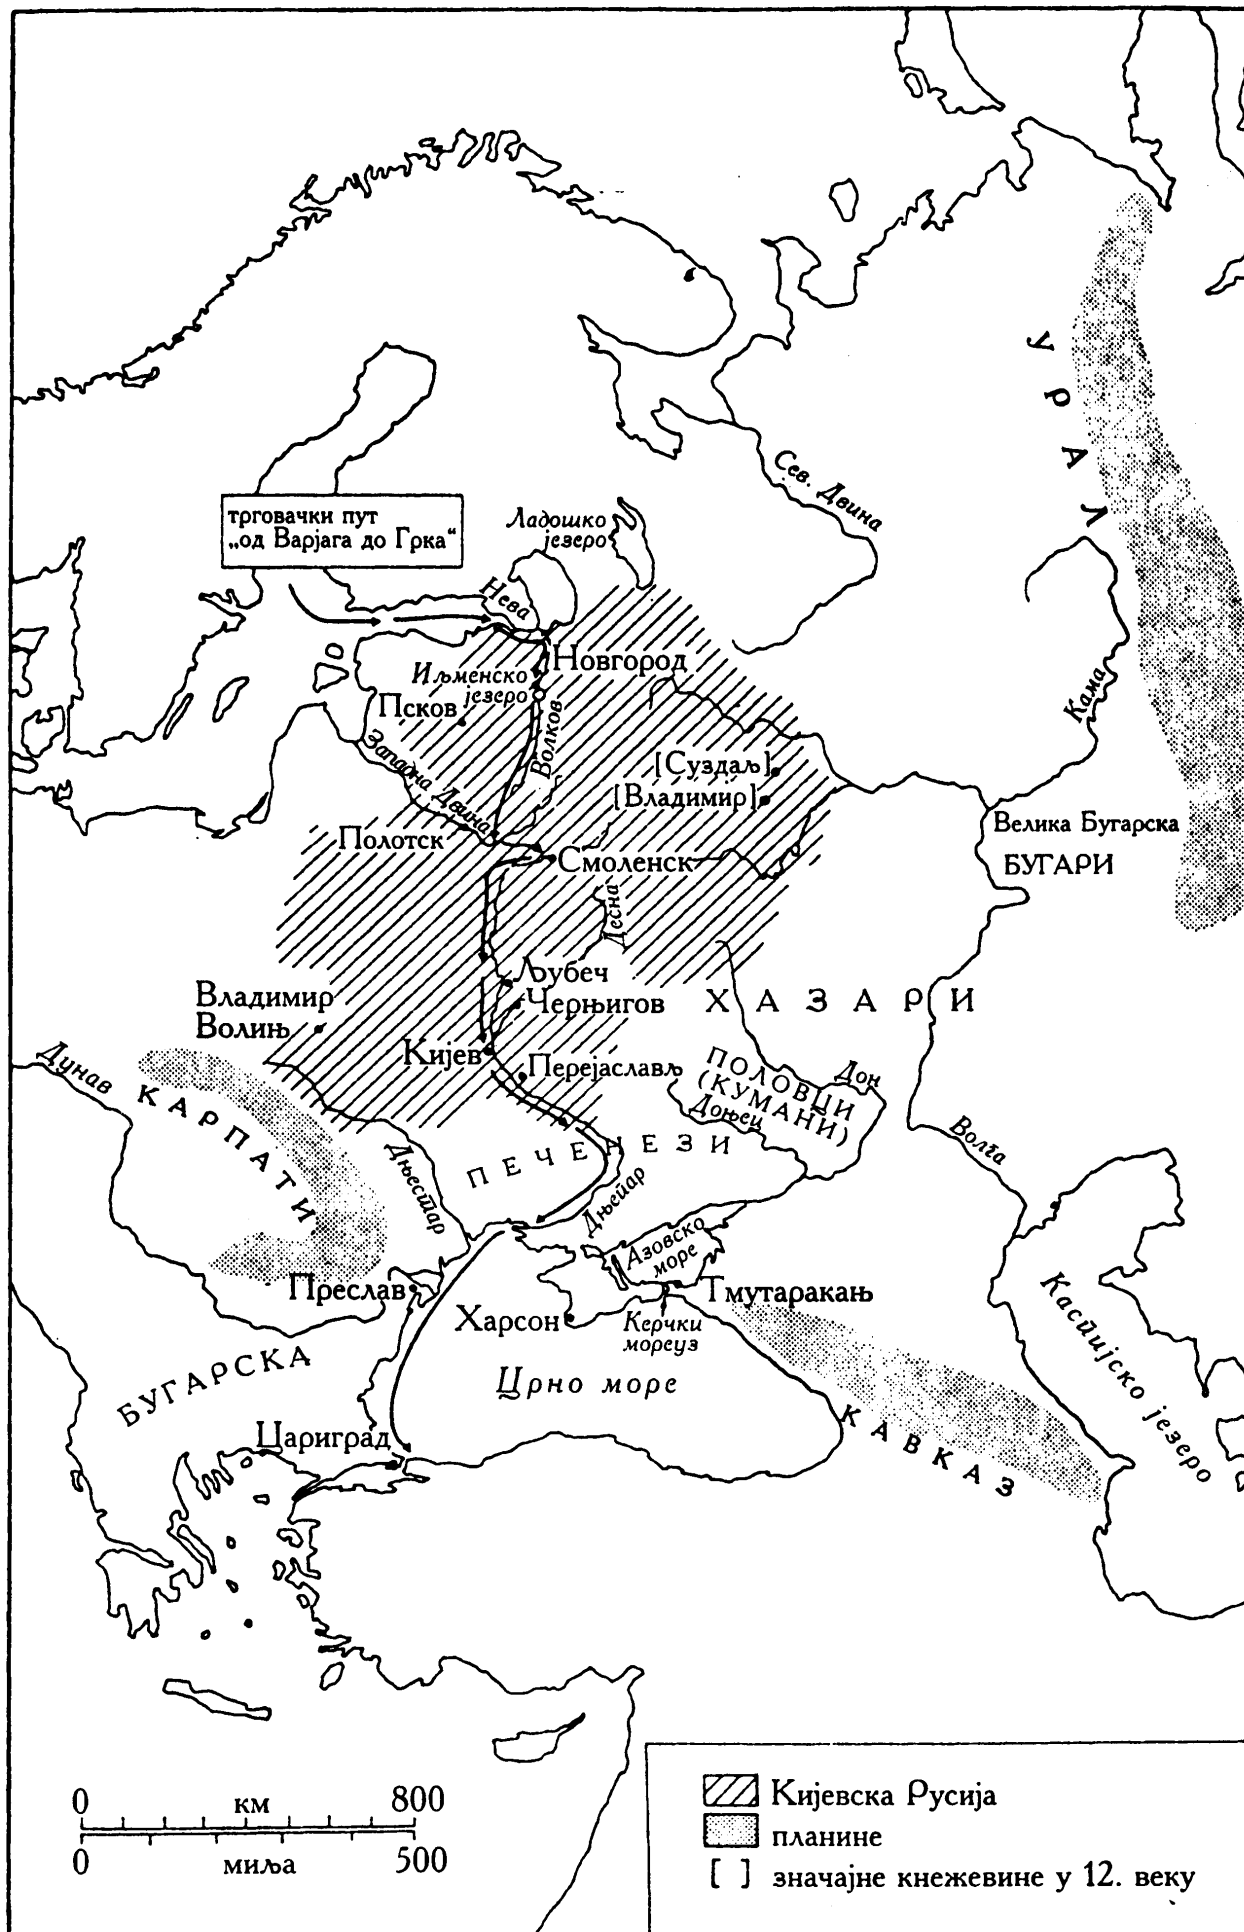 УРАЛ
Сев. Двина
трговачки пут
„од Варјага до Грка“
Ладошко
језеро
Нева
Новгород
Иљменско
језеро
Псков
Волхов
Кама
Западна Двина
[Суздаљ]
[Владимир]
Велика Бугарска
БУГАРИ
Полотск
Смоленск
Десна
Љубеч
Черњигов
ХАЗАРИ
Владимир
Волињ
Кијев
Перејаслављ
Дунав
КАРПАТИ
ПОЛОВЦИ
(КУМАНИ)
Дон
Доњец
Волга
ПЕЧЕНЕЗИ
Дњестар
Дњепар
Азовско
море
Преслав
Тмутаракањ
Харсон
Керчки
мореуз
Каспијско језеро
Црно море
БУГАРСКА
КАВКАЗ
Цариград
0 км 800
0 миља 500
Кијевска Русија
планине
[ ] значајне кнежевине у 12. веку